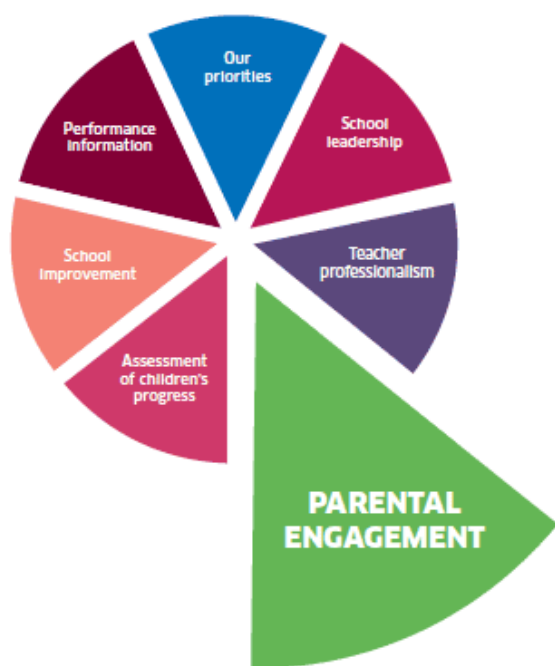 Our
priorities
School
leadership
Teacher
professionalism
PARENTAL
ENGAGEMENT
Assessment
of children's
progress
School
improvement
Performance
information